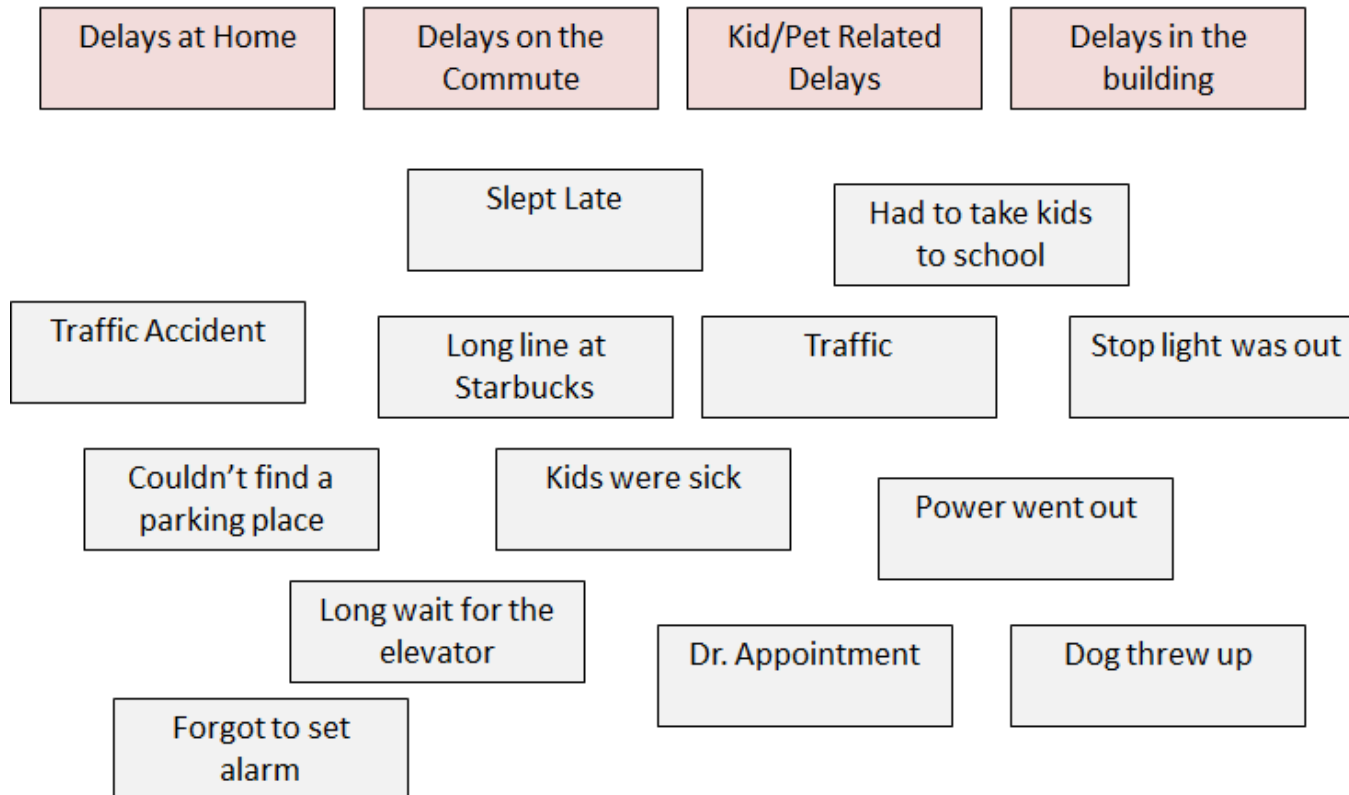 Delays at Home
Delays on the
Commute
Kid/Pet Related
Delays
Delays in the
building
Slept Late
Had to take kids
to school
Traffic Accident
Long line at
Starbucks
Traffic
Stop light was out
Couldn’t find a
parking place
Kids were sick
Power went out
Long wait for the
elevator
Dr. Appointment
Dog threw up
Forgot to set
alarm